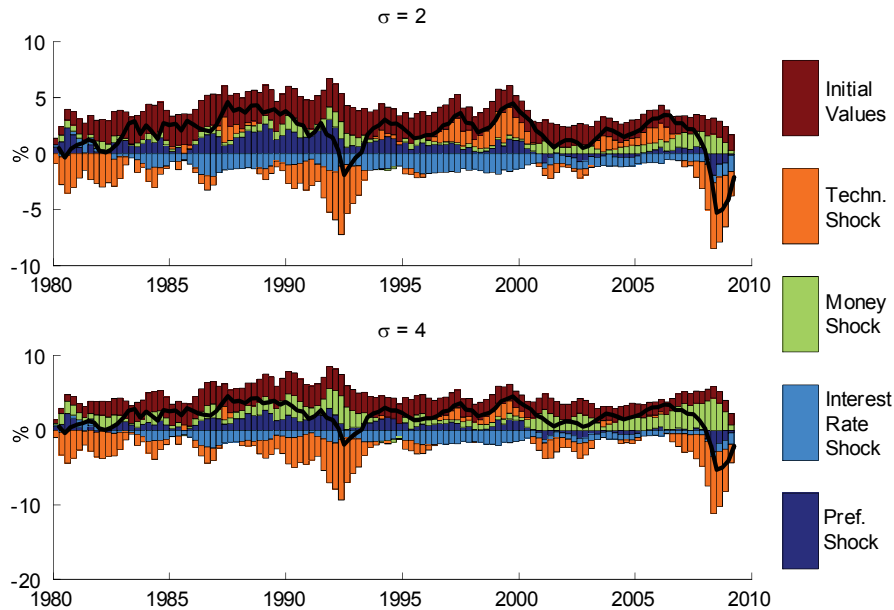 σ = 2
10
5
0
-5
-10
%
1980 1985 1990 1995 2000 2005 2010
σ = 4
10
0
-10
-20
%
1980 1985 1990 1995 2000 2005 2010
Initial
Values
Techn.
Shock
Money
Shock
Interest
Rate
Shock
Pref.
Shock